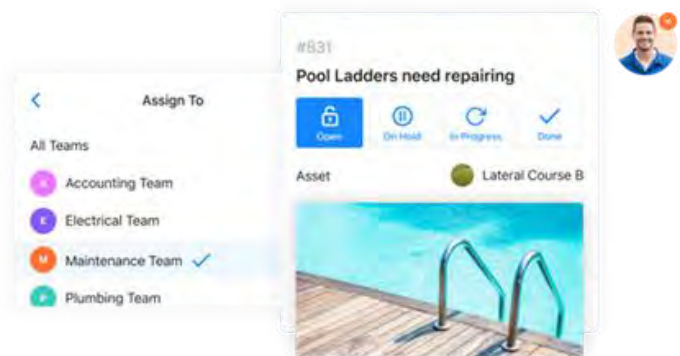 Assign To
All Teams
Accounting Team
E
Electrical Team
M
Maintenance Team
P
Plumbing Team
#831
Pool Ladders need repairing
Open
On Hold
In Progress
Done
Asset
Lateral Course B
M